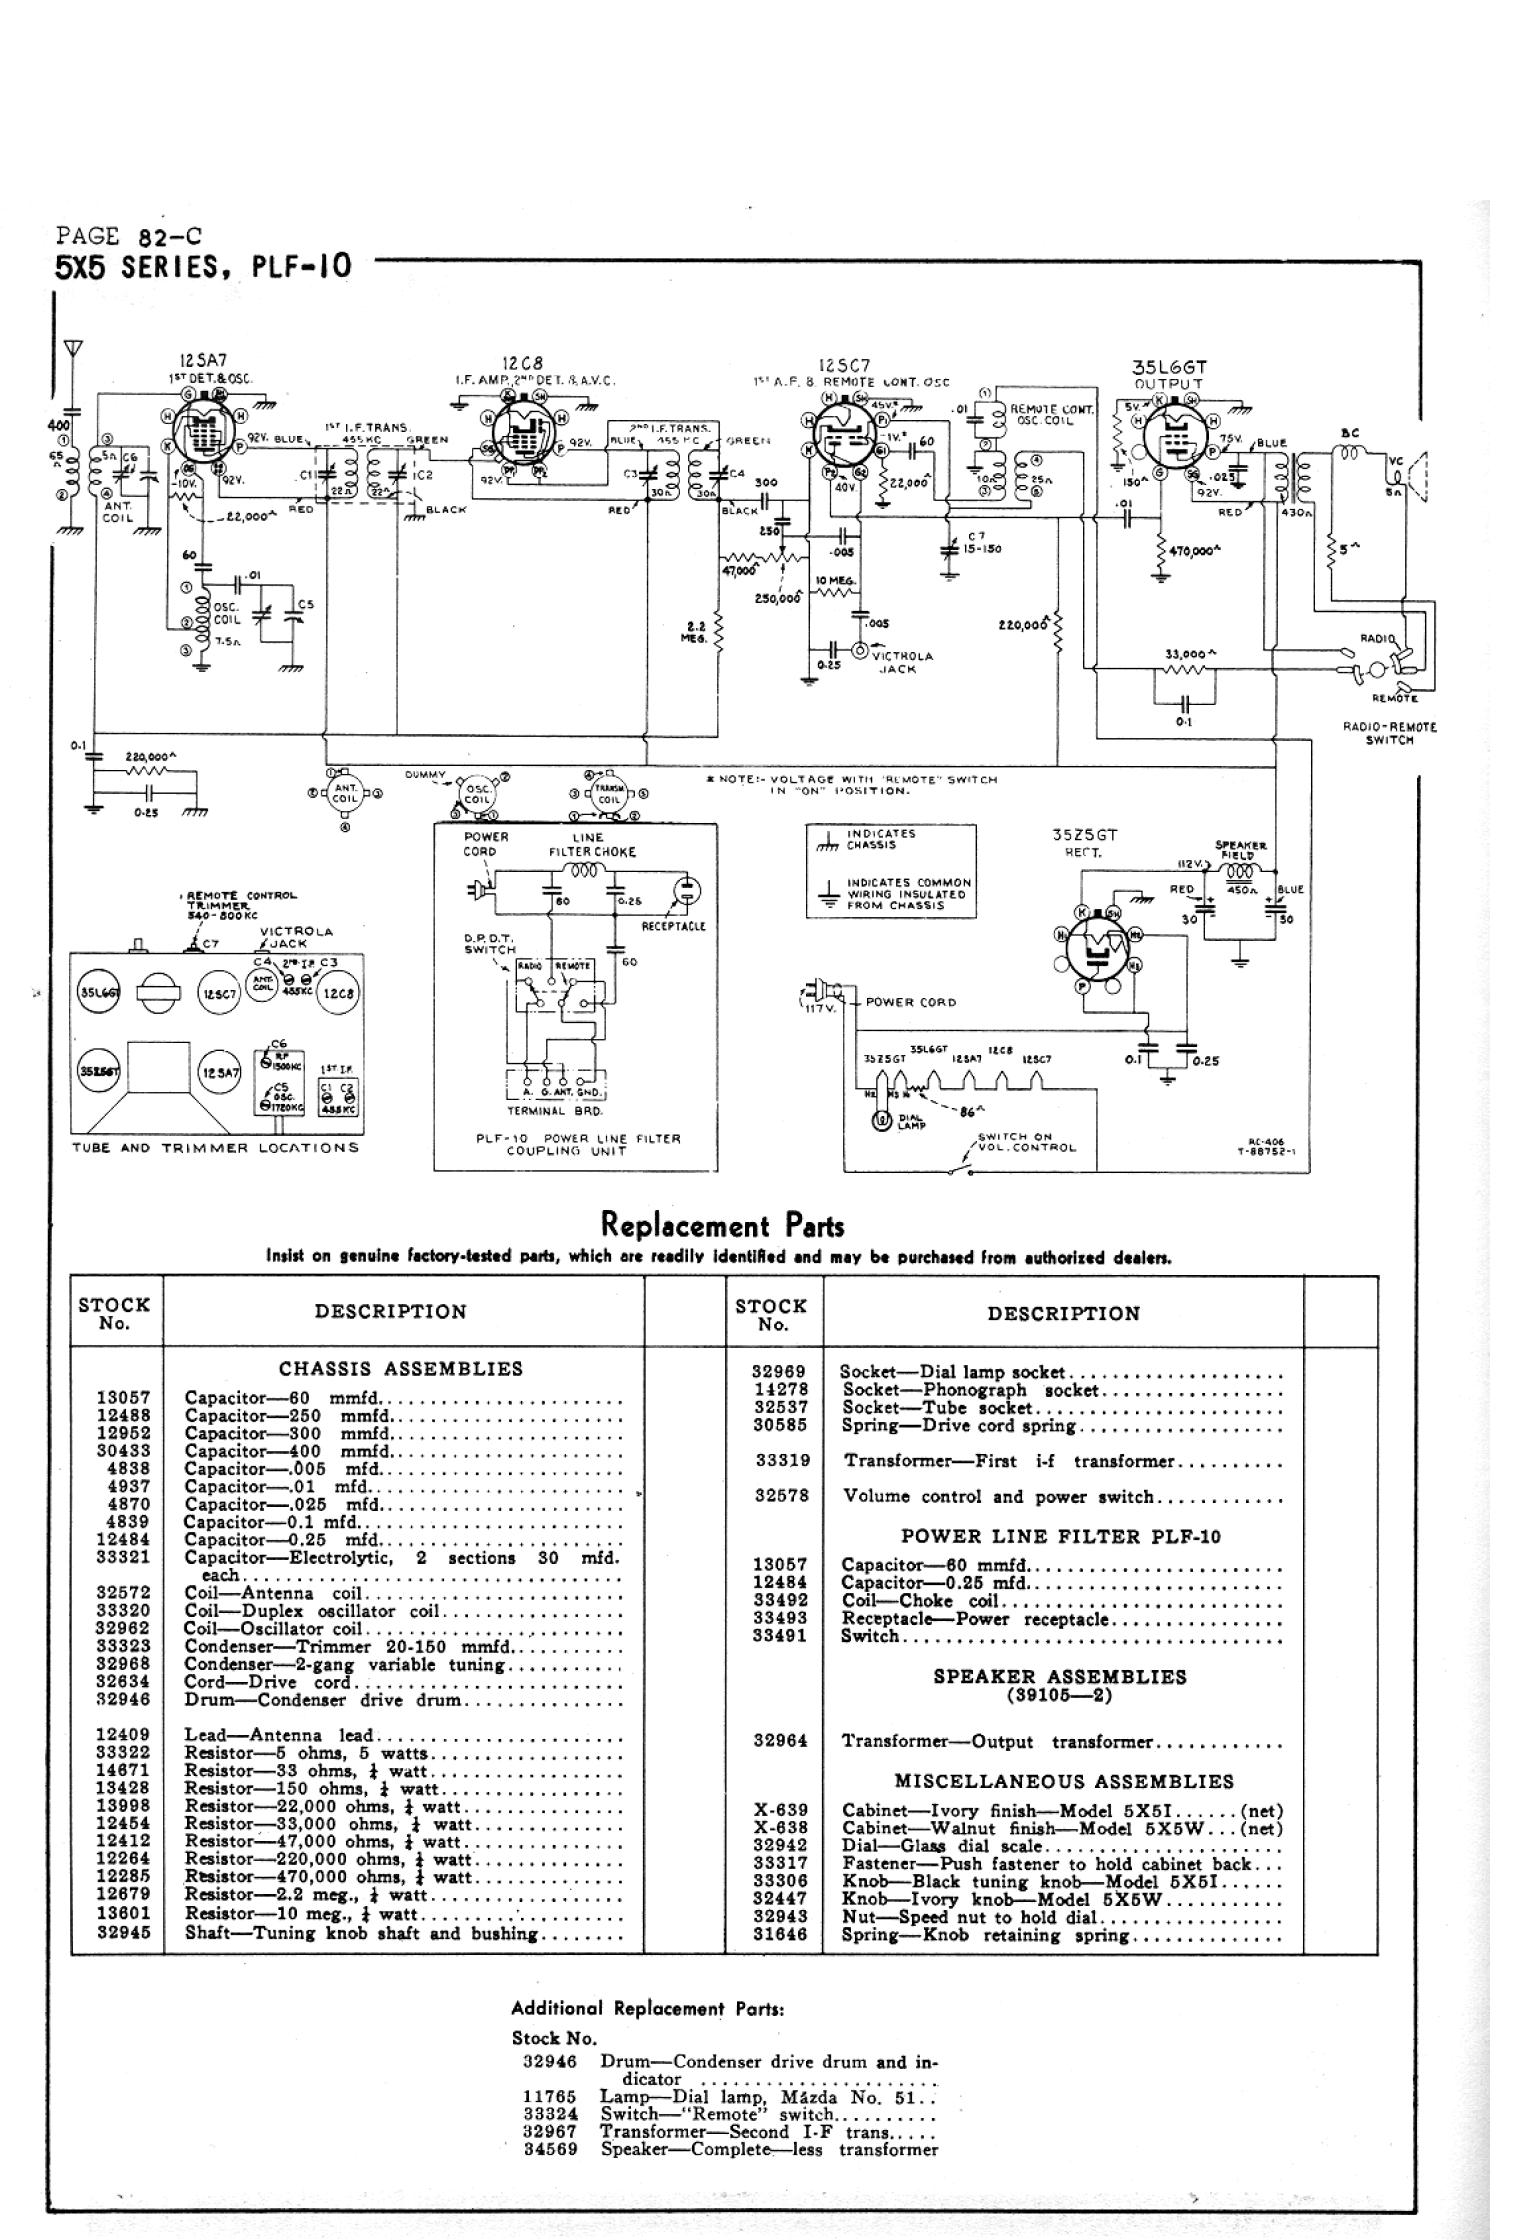 PAGE 82-C
5X5 SERIES, PLF-10
12SA7
1ST DET.& OSC.
12C8
I.F. AMP., 2ND DET. & A.V.C.
12SC7
1ST A.F. & REMOTE CONT. OSC
35L6GT
OUTPUT
400
65
5Ω
C6
ANT.
COIL
-10V.
22,000
92V.
BLUE
1ST I.F. TRANS.
455 KC
GREEN
C1
C2
22Ω
22Ω
RED
BLACK
60
.01
OSC.
COIL
7.5Ω
C5
92V.
92V.
2ND I.F. TRANS.
BLUE
455 KC
GREEN
C3
C4
30Ω
30Ω
RED
BLACK
300
250
47,000
250,000
2.2
MEG.
45V.*
-1V.*
60
40V.
22,000
.005
10 MEG.
.005
0.25
VICTROLA
JACK
.01
REMOTE CONT.
OSC. COIL
10Ω
25Ω
C7
15-150
220,000
.01
470,000
5V.
150
75V.
BLUE
.025
92V.
RED
430Ω
BC
VC
5Ω
5
33,000
0.1
RADIO
REMOTE
RADIO-REMOTE
SWITCH
0.1
220,000
0.25
ANT.
COIL
DUMMY
OSC.
COIL
TRANSM
COIL
* NOTE:- VOLTAGE WITH "REMOTE" SWITCH
IN "ON" POSITION.
POWER
CORD
LINE
FILTER CHOKE
60
0.25
RECEPTACLE
D.P.D.T.
SWITCH
60
RADIO REMOTE
A. G. ANT. GND.
TERMINAL BRD.
PLF-10 POWER LINE FILTER
COUPLING UNIT
INDICATES
CHASSIS
INDICATES COMMON
WIRING INSULATED
FROM CHASSIS
35Z5GT
RECT.
112V.
SPEAKER
FIELD
450Ω
RED
BLUE
30
50
117V.
POWER CORD
0.1
0.25
35Z5GT
35L6GT
12SA7
12C8
12SC7
86
DIAL
LAMP
SWITCH ON
VOL. CONTROL
RC-406
T-88752-1
REMOTE CONTROL
TRIMMER
540-800 KC
C7
VICTROLA
JACK
C4 2ND I.F. C3
455KC
35L6GT
12SC7
ANT.
COIL
12C8
35Z5GT
12SA7
C6
RF
1500KC
C5
OSC.
1720KC
1ST I.F.
C1 C2
455KC
TUBE AND TRIMMER LOCATIONS
Replacement Parts
Insist on genuine factory-tested parts, which are readily identified and may be purchased from authorized dealers.
STOCK No. DESCRIPTION
CHASSIS ASSEMBLIES
13057 Capacitor—60 mmfd.
12488 Capacitor—250 mmfd.
12952 Capacitor—300 mmfd.
30433 Capacitor—400 mmfd.
4838 Capacitor—.005 mfd.
4937 Capacitor—.01 mfd.
4870 Capacitor—.025 mfd.
4839 Capacitor—0.1 mfd.
12484 Capacitor—0.25 mfd.
33321 Capacitor—Electrolytic, 2 sections 30 mfd.
each
32572 Coil—Antenna coil
33320 Coil—Duplex oscillator coil
32962 Coil—Oscillator coil
33323 Condenser—Trimmer 20-150 mmfd.
32968 Condenser—2-gang variable tuning
32634 Cord—Drive cord
32946 Drum—Condenser drive drum
12409 Lead—Antenna lead
33322 Resistor—5 ohms, 5 watts
14671 Resistor—33 ohms, ¼ watt
13428 Resistor—150 ohms, ¼ watt
13998 Resistor—22,000 ohms, ¼ watt
12454 Resistor—33,000 ohms, ¼ watt
12412 Resistor—47,000 ohms, ¼ watt
12264 Resistor—220,000 ohms, ¼ watt
12285 Resistor—470,000 ohms, ¼ watt
12679 Resistor—2.2 meg., ¼ watt
13601 Resistor—10 meg., ¼ watt
32945 Shaft—Tuning knob shaft and bushing
STOCK No. DESCRIPTION
32969 Socket—Dial lamp socket
14278 Socket—Phonograph socket
32537 Socket—Tube socket
30585 Spring—Drive cord spring
33319 Transformer—First i-f transformer
32578 Volume control and power switch
POWER LINE FILTER PLF-10
13057 Capacitor—60 mmfd.
12484 Capacitor—0.25 mfd.
33492 Coil—Choke coil
33493 Receptacle—Power receptacle
33491 Switch
SPEAKER ASSEMBLIES
(39105—2)
32964 Transformer—Output transformer
MISCELLANEOUS ASSEMBLIES
X-639 Cabinet—Ivory finish—Model 5X5I......(net)
X-638 Cabinet—Walnut finish—Model 5X5W...(net)
32942 Dial—Glass dial scale
33317 Fastener—Push fastener to hold cabinet back...
33306 Knob—Black tuning knob—Model 5X5I
32447 Knob—Ivory knob—Model 5X5W
32943 Nut—Speed nut to hold dial
31646 Spring—Knob retaining spring
Additional Replacement Parts:
Stock No.
32946 Drum—Condenser drive drum and in-
dicator
11765 Lamp—Dial lamp, Mazda No. 51..
33324 Switch—"Remote" switch
32967 Transformer—Second I-F trans.
34569 Speaker—Complete—less transformer